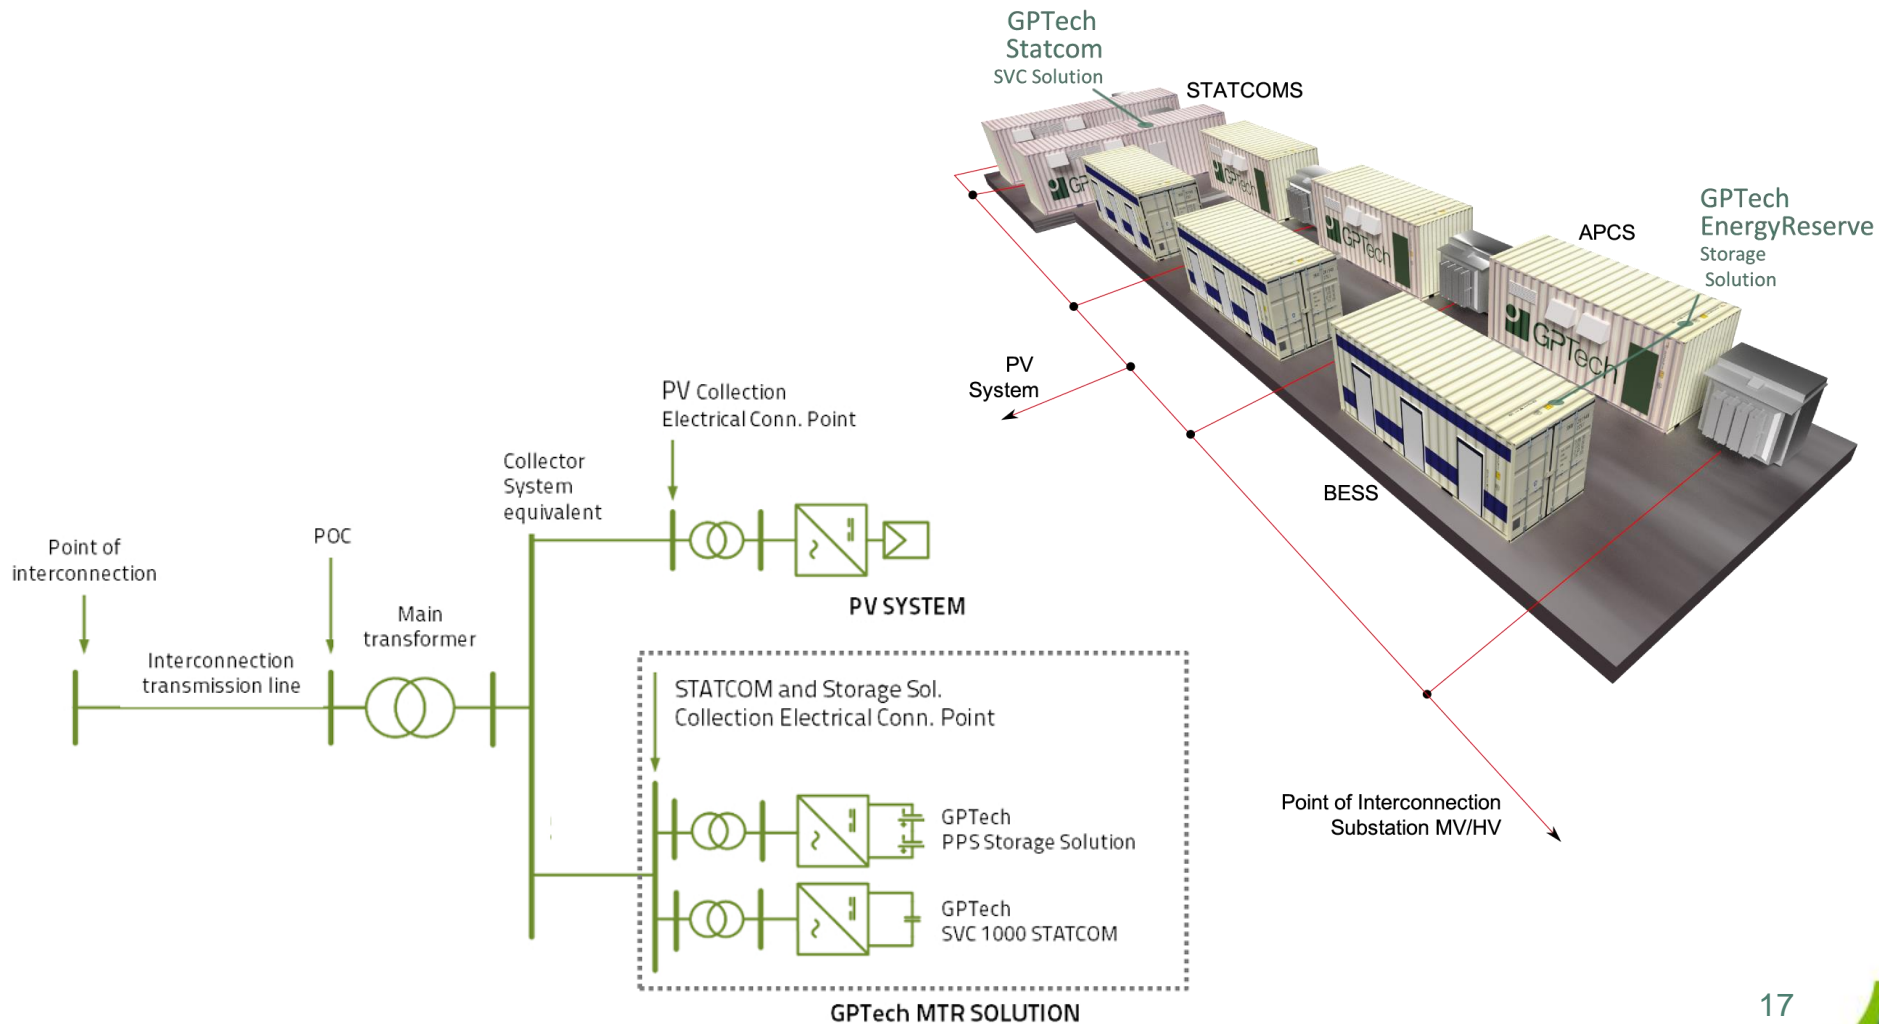 GPTech
Statcom
SVC Solution
STATCOMS
GPTech
EnergyReserve
Storage
Solution
APCS
GPTech
GPTech
GPTech
PV
System
BESS
Point of Interconnection
Substation MV/HV
PV Collection
Electrical Conn. Point
Collector
System
equivalent
POC
Point of
interconnection
Main
transformer
Interconnection
transmission line
PV SYSTEM
STATCOM and Storage Sol.
Collection Electrical Conn. Point
GPTech
PPS Storage Solution
GPTech
SVC 1000 STATCOM
GPTech MTR SOLUTION
17